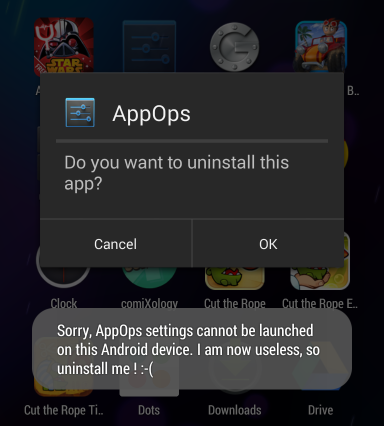 STAR
WARS
A
B..
AppOps
Do you want to uninstall this
app?
Cancel
OK
Clock
comiXology
Cut the Rope
Cut the Rope E..
Sorry, AppOps settings cannot be launched
on this Android device. I am now useless, so
uninstall me ! :-(
Cut the Rope Ti..
Dots
Downloads
Drive